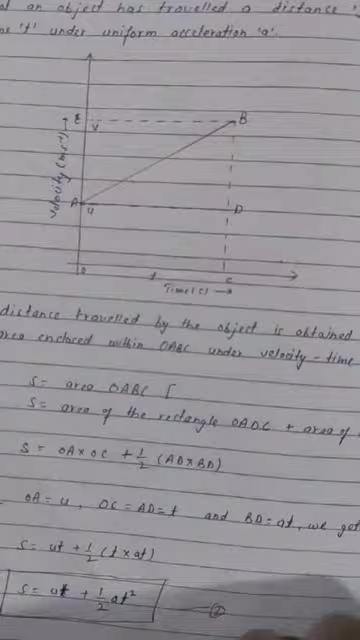 an object has travelled a distance
't' under uniform acceleration 'a'.
E
V
B
Velocity (ms⁻¹)
A
u
D
O
t
C
Time (s) →
distance travelled by the object is obtained
area enclosed within OABC under velocity-time
S = area OABC [
S = area of the rectangle OADC + area of
S = OA × OC + 1/2 (AD × BD)
OA = u, OC = AD = t and BD = at, we get
S = ut + 1/2 (t × at)
S = ut + 1/2 at²
②